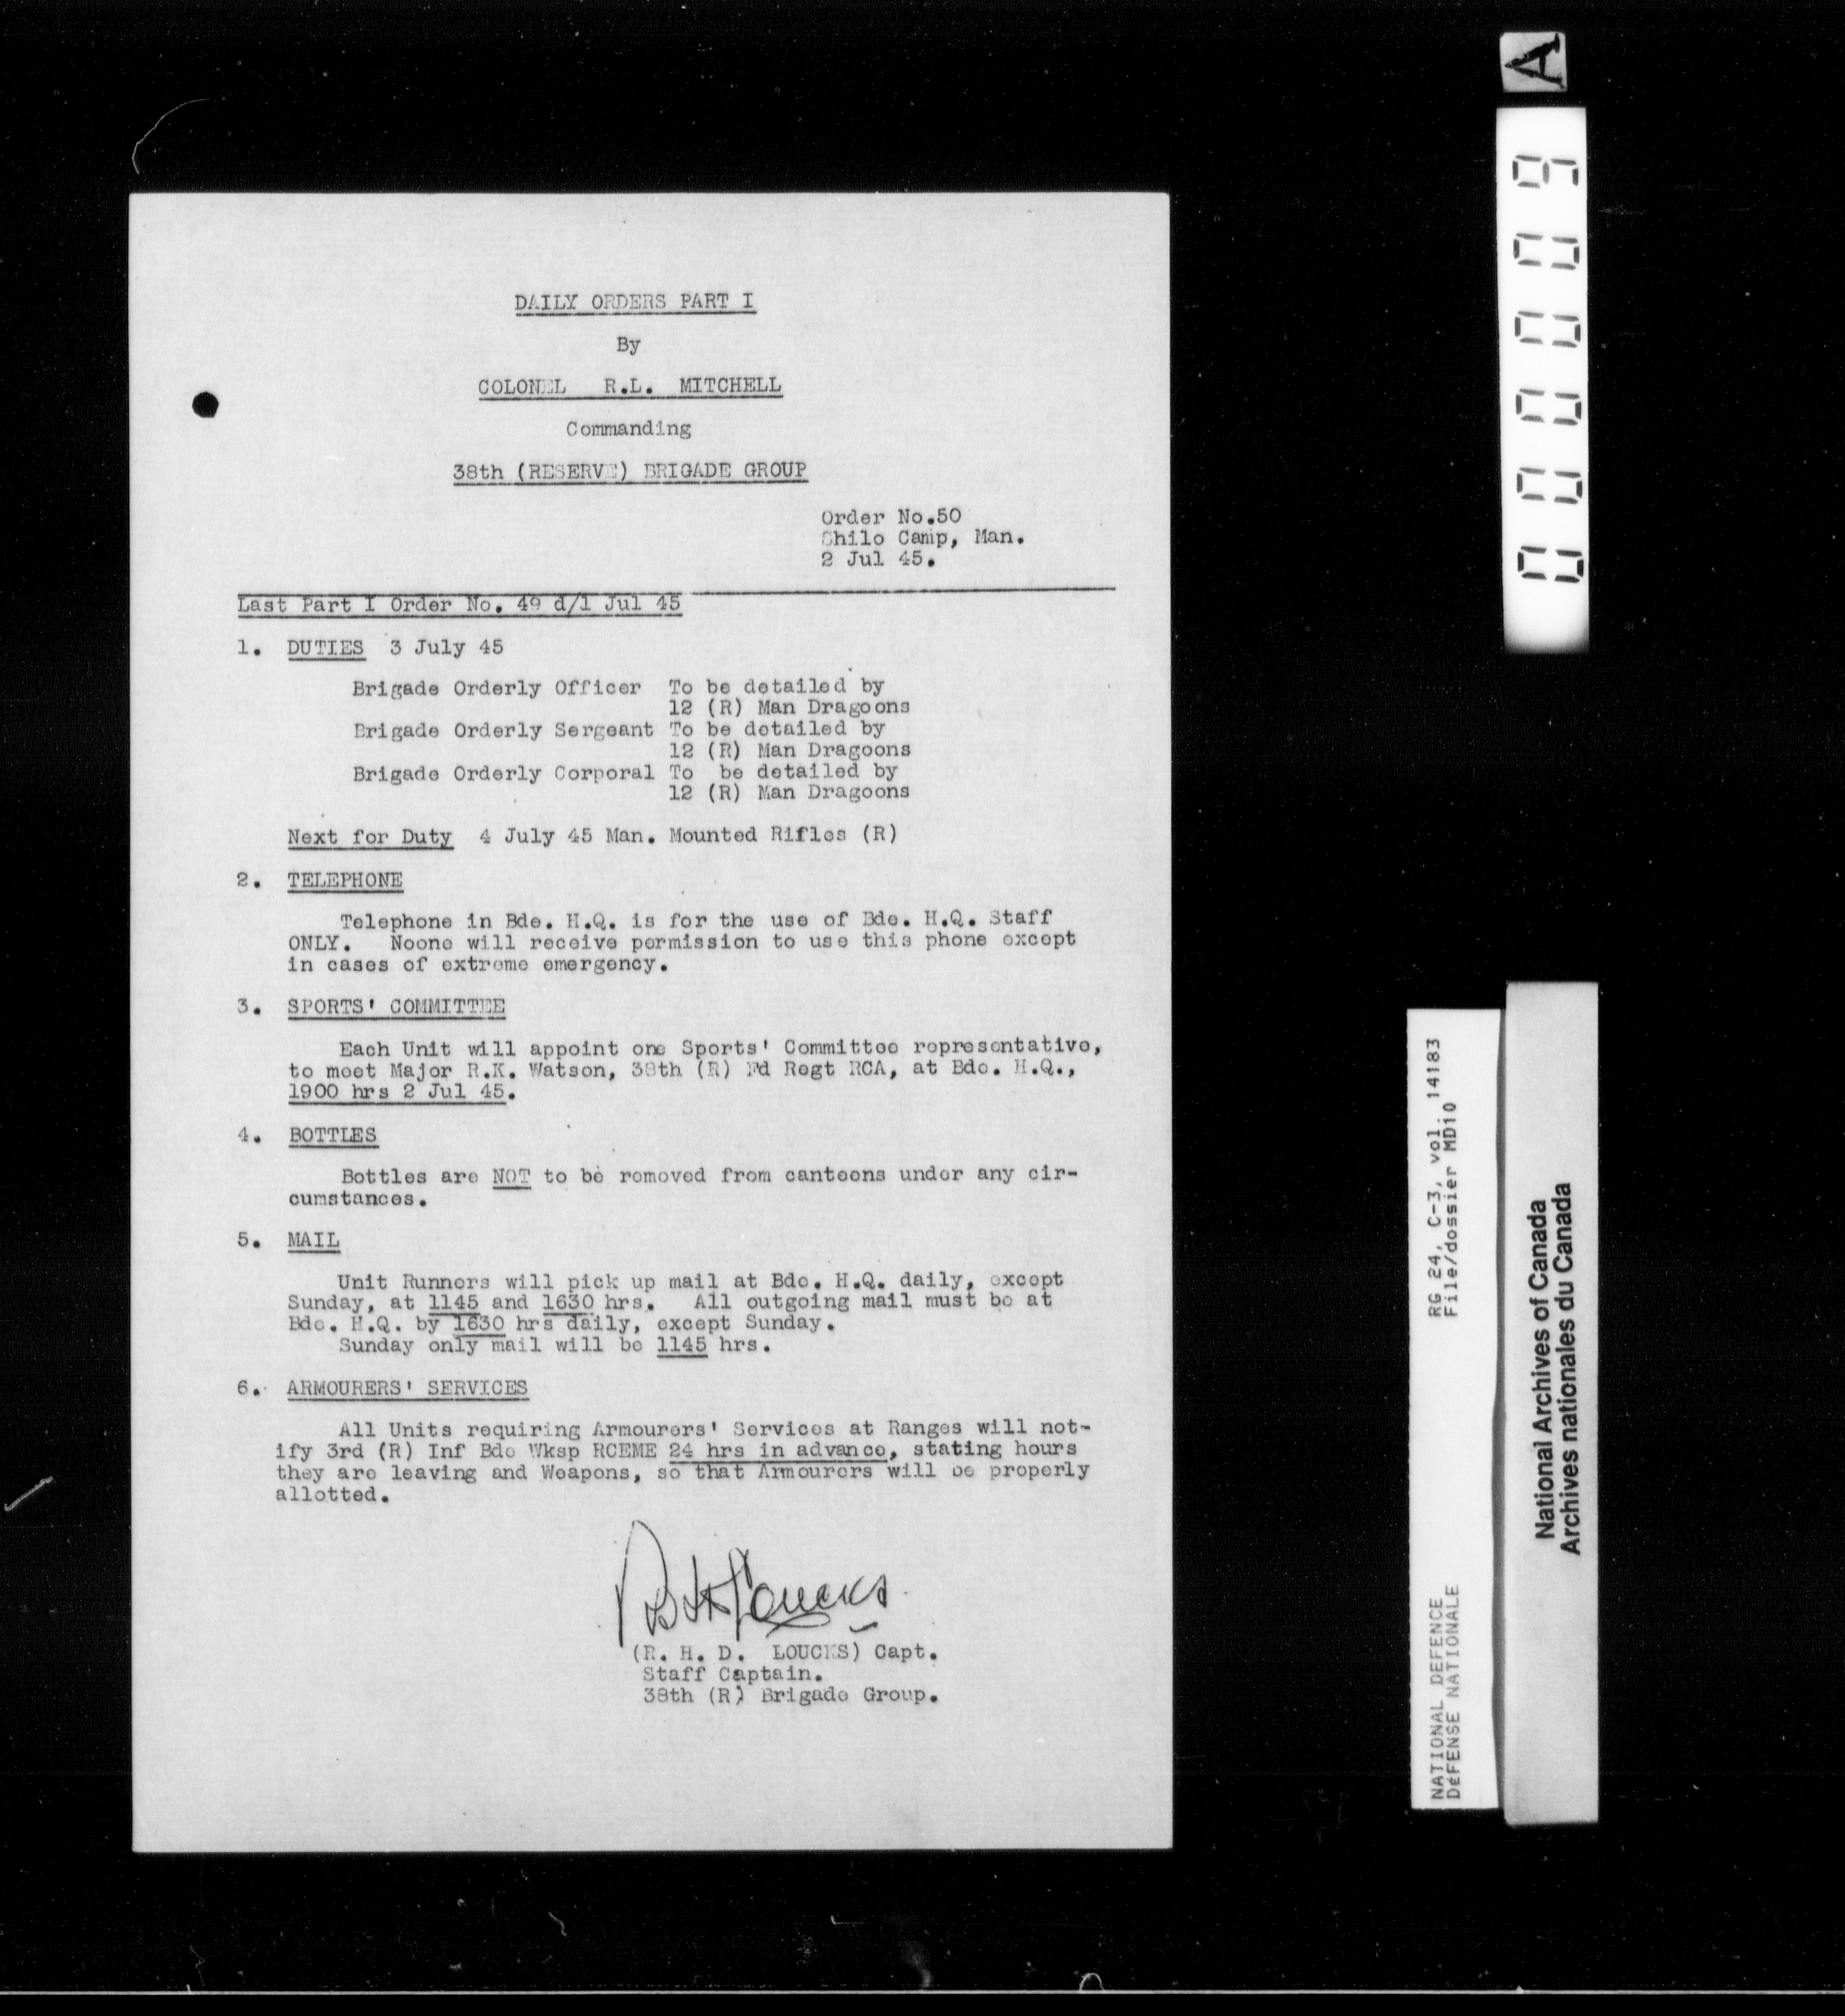 DAILY ORDERS PART I
By
COLONEL R.L. MITCHELL
Commanding
38th (RESERVE) BRIGADE GROUP
Order No.50
Shilo Camp, Man.
2 Jul 45.
Last Part I Order No. 49 d/1 Jul 45
1. DUTIES 3 July 45
Brigade Orderly Officer To be detailed by
12 (R) Man Dragoons
Brigade Orderly Sergeant To be detailed by
12 (R) Man Dragoons
Brigade Orderly Corporal To be detailed by
12 (R) Man Dragoons
Next for Duty 4 July 45 Man. Mounted Rifles (R)
2. TELEPHONE
Telephone in Bde. H.Q. is for the use of Bde. H.Q. Staff
ONLY. Noone will receive permission to use this phone except
in cases of extreme emergency.
3. SPORTS' COMMITTEE
Each Unit will appoint one Sports' Committee representative,
to meet Major R.K. Watson, 38th (R) Fd Regt RCA, at Bde. H.Q.,
1900 hrs 2 Jul 45.
4. BOTTLES
Bottles are NOT to be removed from canteens under any cir-
cumstances.
5. MAIL
Unit Runners will pick up mail at Bde. H.Q. daily, except
Sunday, at 1145 and 1630 hrs. All outgoing mail must be at
Bde. H.Q. by 1630 hrs daily, except Sunday.
Sunday only mail will be 1145 hrs.
6. ARMOURERS' SERVICES
All Units requiring Armourers' Services at Ranges will not-
ify 3rd (R) Inf Bde Wksp RCEME 24 hrs in advance, stating hours
they are leaving and Weapons, so that Armourers will be properly
allotted.
RHDLoucks
(R. H. D. LOUCKS) Capt.
Staff Captain.
38th (R) Brigade Group.
A
000009
RG 24, C-3, vol. 14183
File/dossier MD10
NATIONAL DEFENCE
DÉFENSE NATIONALE
National Archives of Canada
Archives nationales du Canada